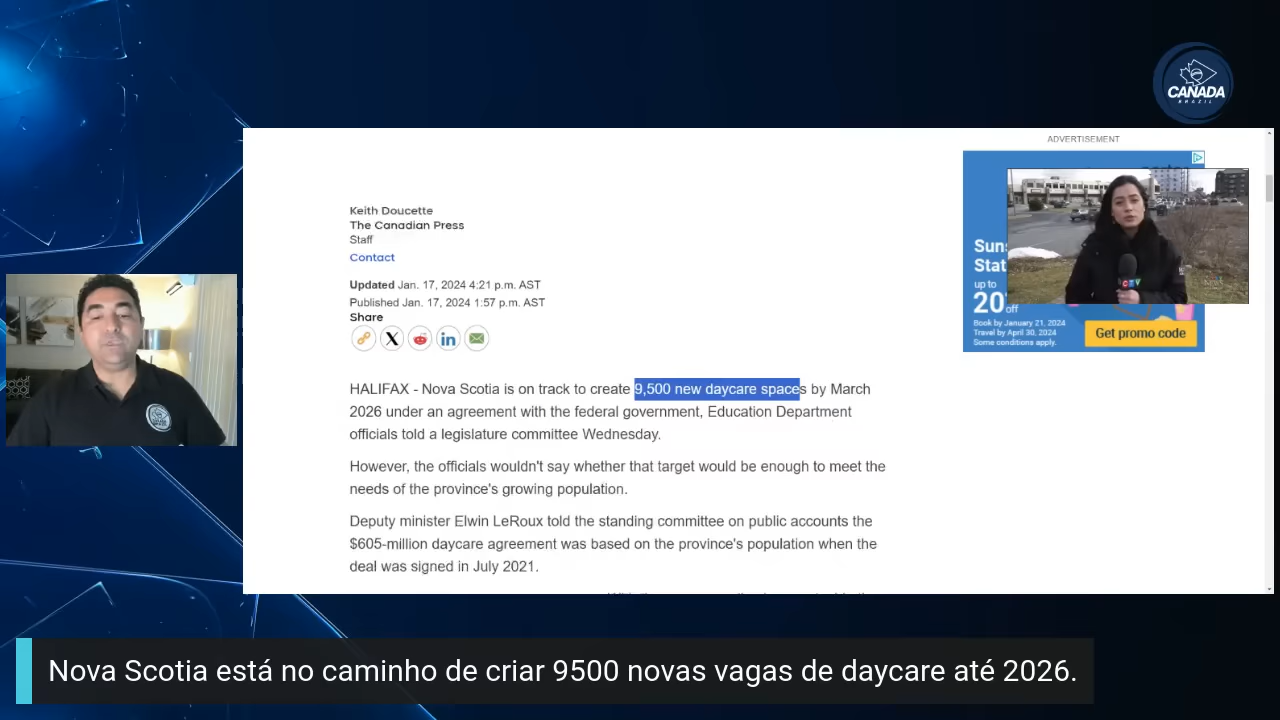 CANADA
BRAZIL
ADVERTISEMENT
Keith Doucette
The Canadian Press
Staff
Contact
Updated Jan. 17, 2024 4:21 p.m. AST
Published Jan. 17, 2024 1:57 p.m. AST
Share
Sun
Stat
up to
20
off
Book by January 21, 2024
Travel by April 30, 2024
Some conditions apply.
Get promo code
CTV
HALIFAX - Nova Scotia is on track to create 9,500 new daycare spaces by March
2026 under an agreement with the federal government, Education Department
officials told a legislature committee Wednesday.
However, the officials wouldn't say whether that target would be enough to meet the
needs of the province's growing population.
Deputy minister Elwin LeRoux told the standing committee on public accounts the
$605-million daycare agreement was based on the province's population when the
deal was signed in July 2021.
Nova Scotia está no caminho de criar 9500 novas vagas de daycare até 2026.